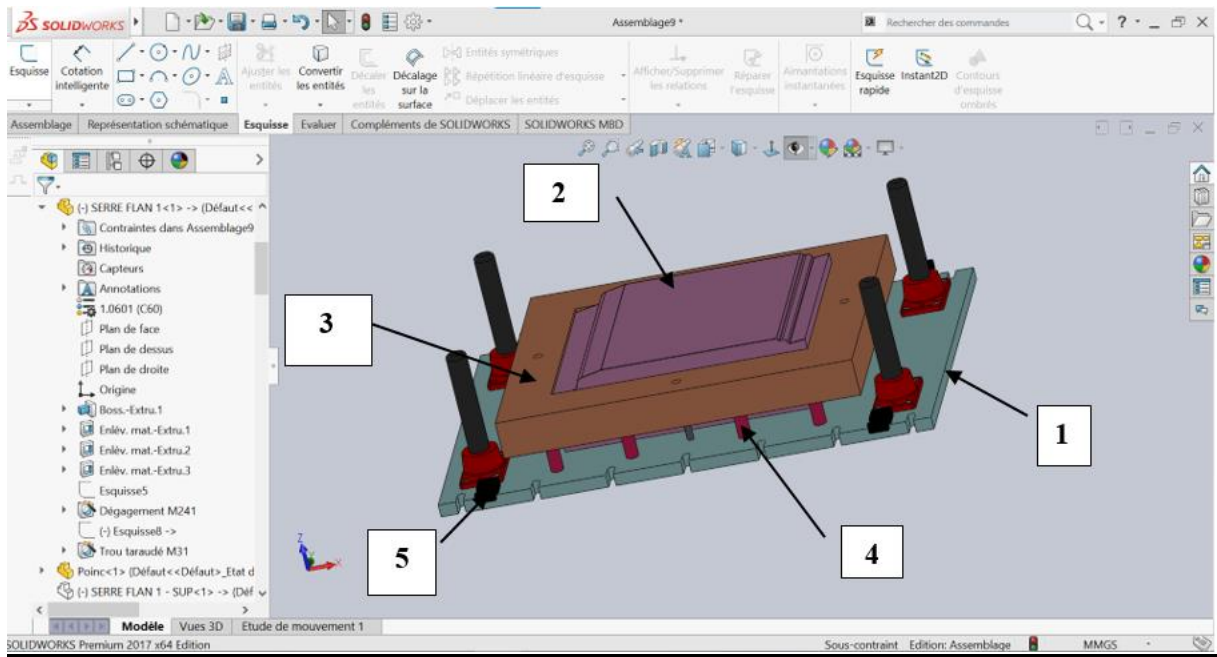 SOLIDWORKS
Assemblage9 *
Rechercher des commandes
Esquisse
Cotation intelligente
Ajuster les entités
Convertir les entités
Décaler les entités
Décalage sur la surface
Entités symétriques
Répétition linéaire d'esquisse
Déplacer les entités
Afficher/Supprimer les relations
Réparer l'esquisse
Aimantations instantanées
Esquisse rapide
Instant2D
Contours d'esquisse ombrés
Assemblage Représentation schématique Esquisse Evaluer Compléments de SOLIDWORKS SOLIDWORKS MBD
(-) SERRE FLAN 1<1> -> (Défaut<<
Contraintes dans Assemblage9
Historique
Capteurs
Annotations
1.0601 (C60)
Plan de face
Plan de dessus
Plan de droite
Origine
Boss.-Extru.1
Enlèv. mat.-Extru.1
Enlèv. mat.-Extru.2
Enlèv. mat.-Extru.3
Esquisse5
Dégagement M241
(-) Esquisse8 ->
Trou taraudé M31
Poinc<1> (Défaut<<Défaut>_Etat d
(-) SERRE FLAN 1 - SUP<1> -> (Déf
2
3
1
5
4
Z
X
Modèle Vues 3D Etude de mouvement 1
SOLIDWORKS Premium 2017 x64 Edition
Sous-contraint Edition: Assemblage MMGS